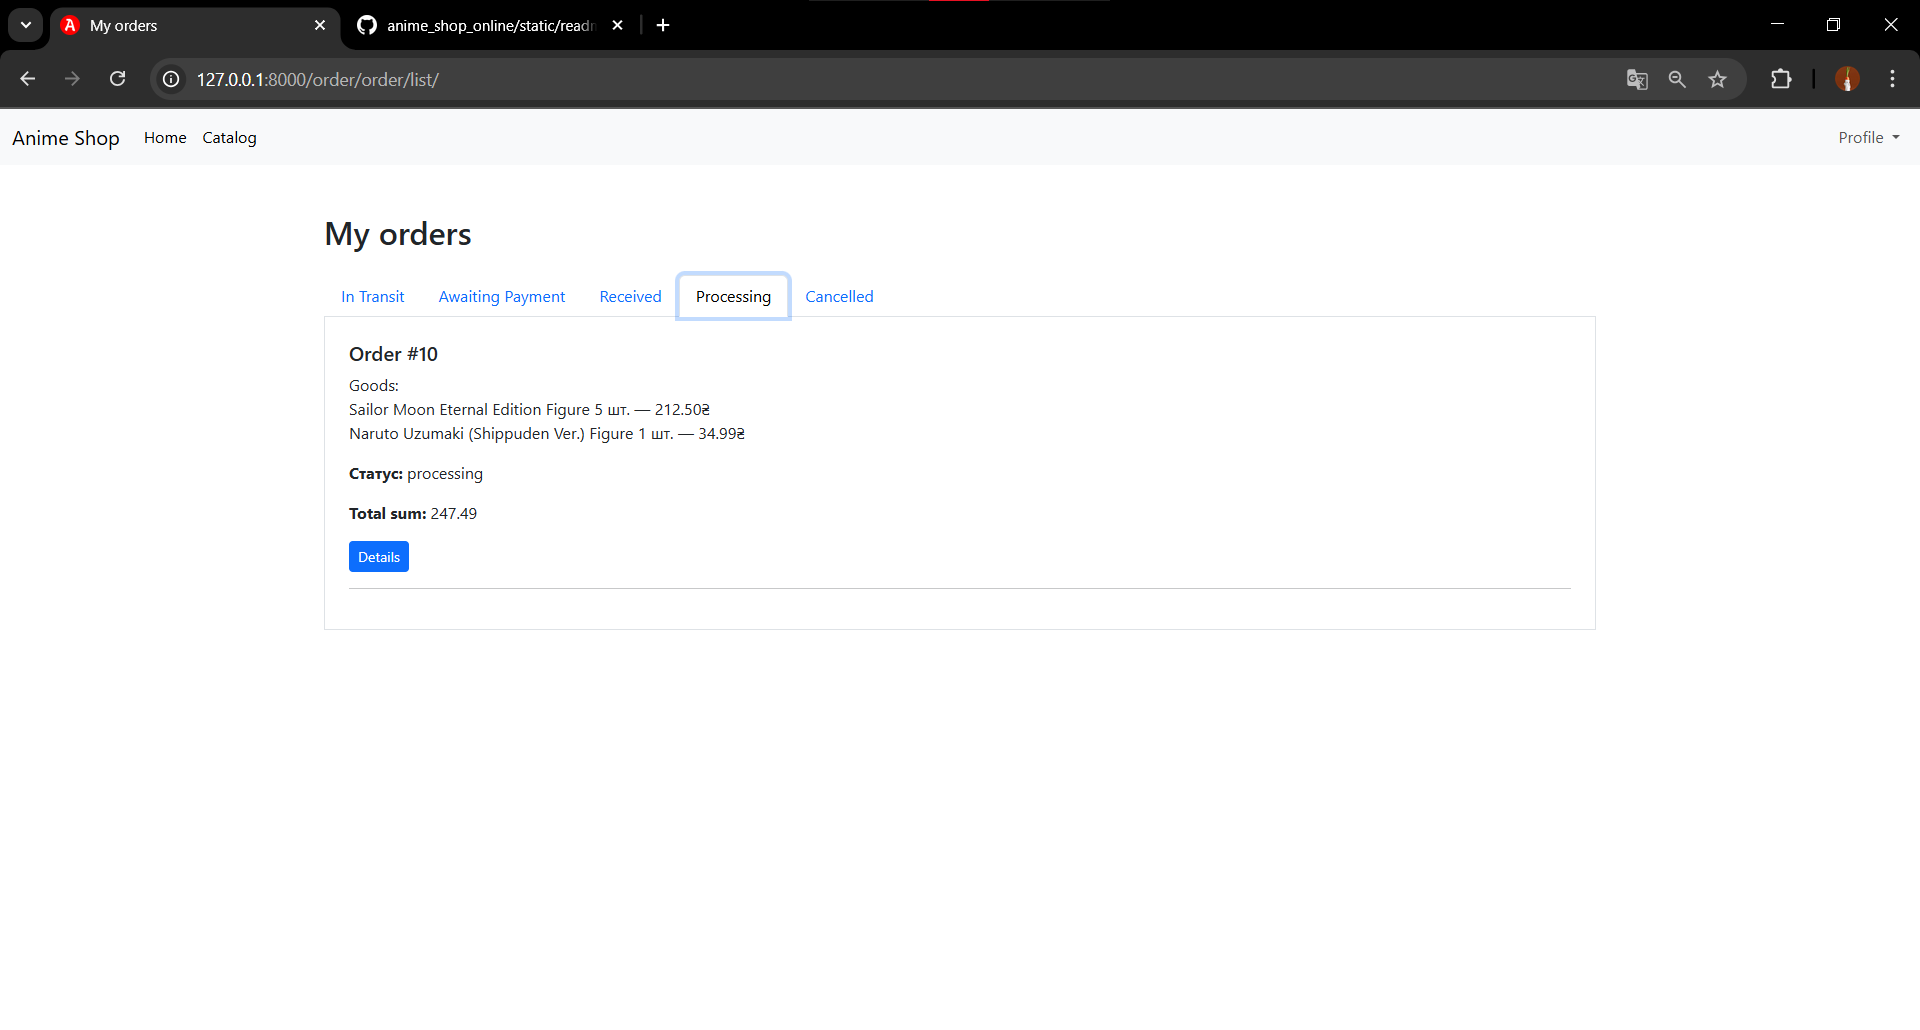 My orders
anime_shop_online/static/readn
127.0.0.1:8000/order/order/list/
Anime Shop Home Catalog Profile
My orders
In Transit Awaiting Payment Received Processing Cancelled
Order #10
Goods:
Sailor Moon Eternal Edition Figure 5 шт. — 212.50₴
Naruto Uzumaki (Shippuden Ver.) Figure 1 шт. — 34.99₴
Статус: processing
Total sum: 247.49
Details